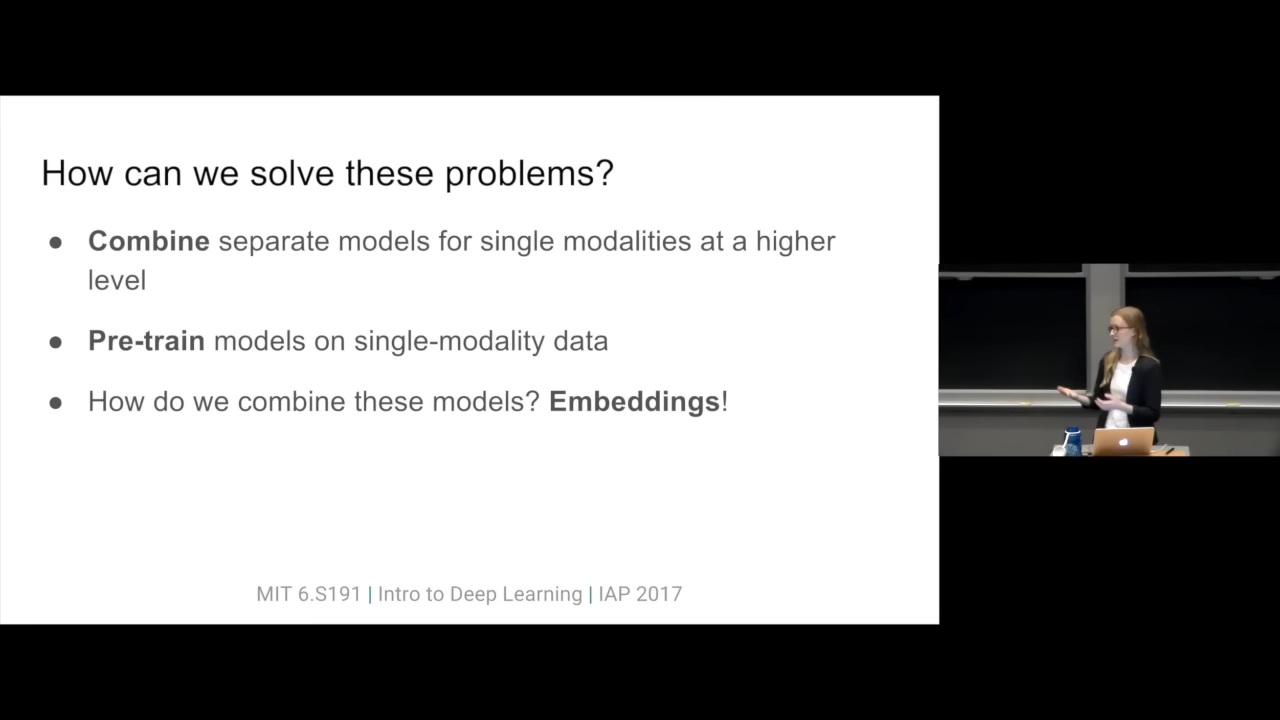 How can we solve these problems?
● Combine separate models for single modalities at a higher
level
● Pre-train models on single-modality data
● How do we combine these models? Embeddings!
MIT 6.S191 | Intro to Deep Learning | IAP 2017